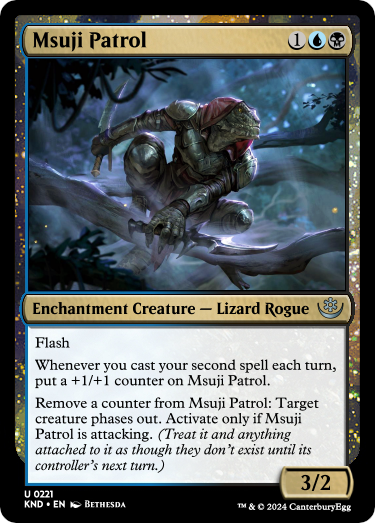 Msuji Patrol 1
Enchantment Creature — Lizard Rogue
Flash
Whenever you cast your second spell each turn,
put a +1/+1 counter on Msuji Patrol.
Remove a counter from Msuji Patrol: Target
creature phases out. Activate only if Msuji
Patrol is attacking. (Treat it and anything
attached to it as though they don't exist until its
controller's next turn.)
3/2
U 0221
KND • EN Bethesda
™ & © 2024 CanterburyEgg